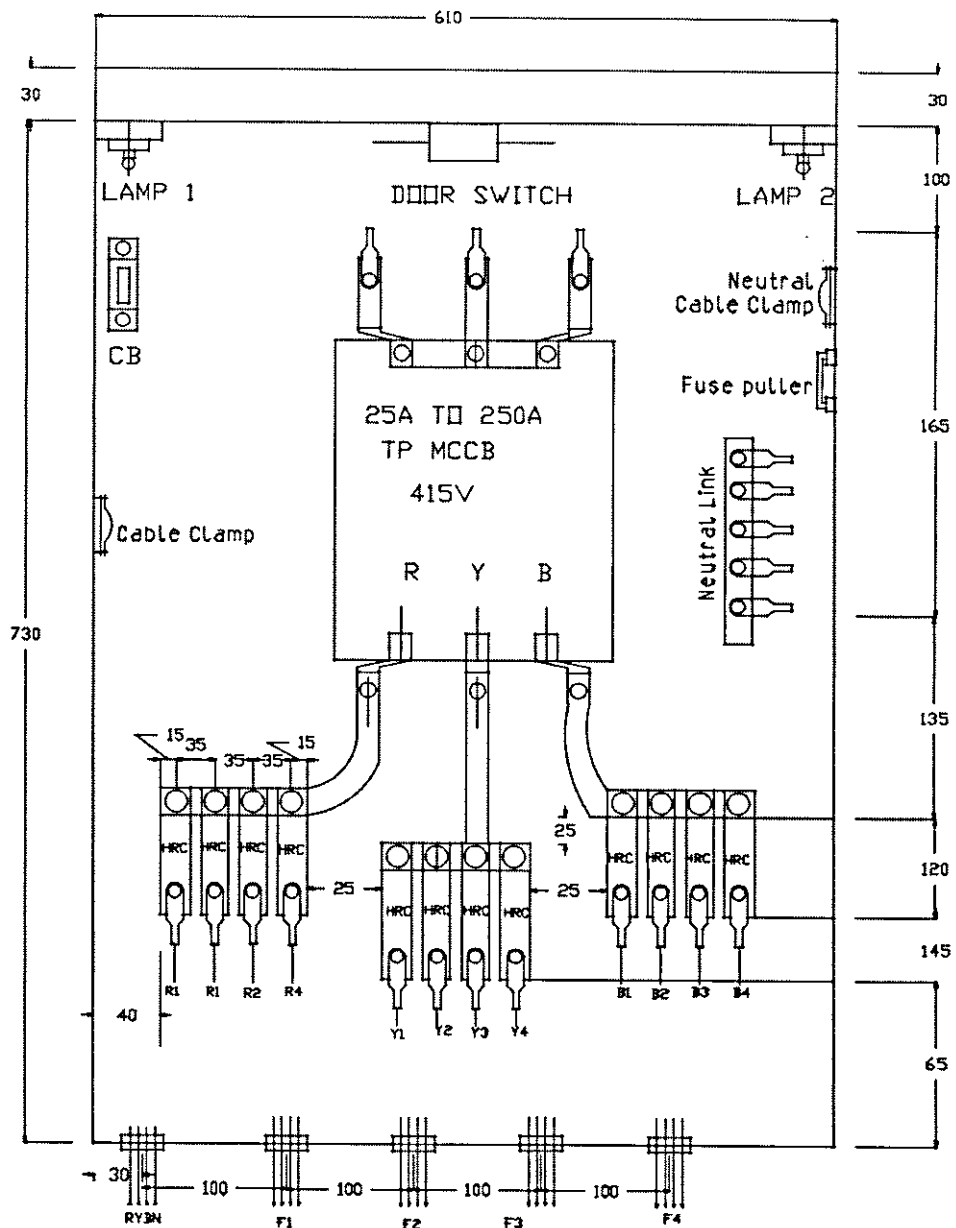 610
30
30
LAMP 1
DOOR SWITCH
LAMP 2
100
Neutral
Cable Clamp
CB
Fuse puller
25A TO 250A
TP MCCB
415V
165
Neutral Link
Cable Clamp
R Y B
730
135
15
35
35
35
15
25
HRC HRC HRC HRC
HRC HRC HRC HRC
120
25
25
HRC HRC HRC HRC
145
R1 R1 R2 R4
B1 B2 B3 B4
40
Y1 Y2 Y3 Y4
65
30
100
100
100
100
RYBN
F1
F2
F3
F4